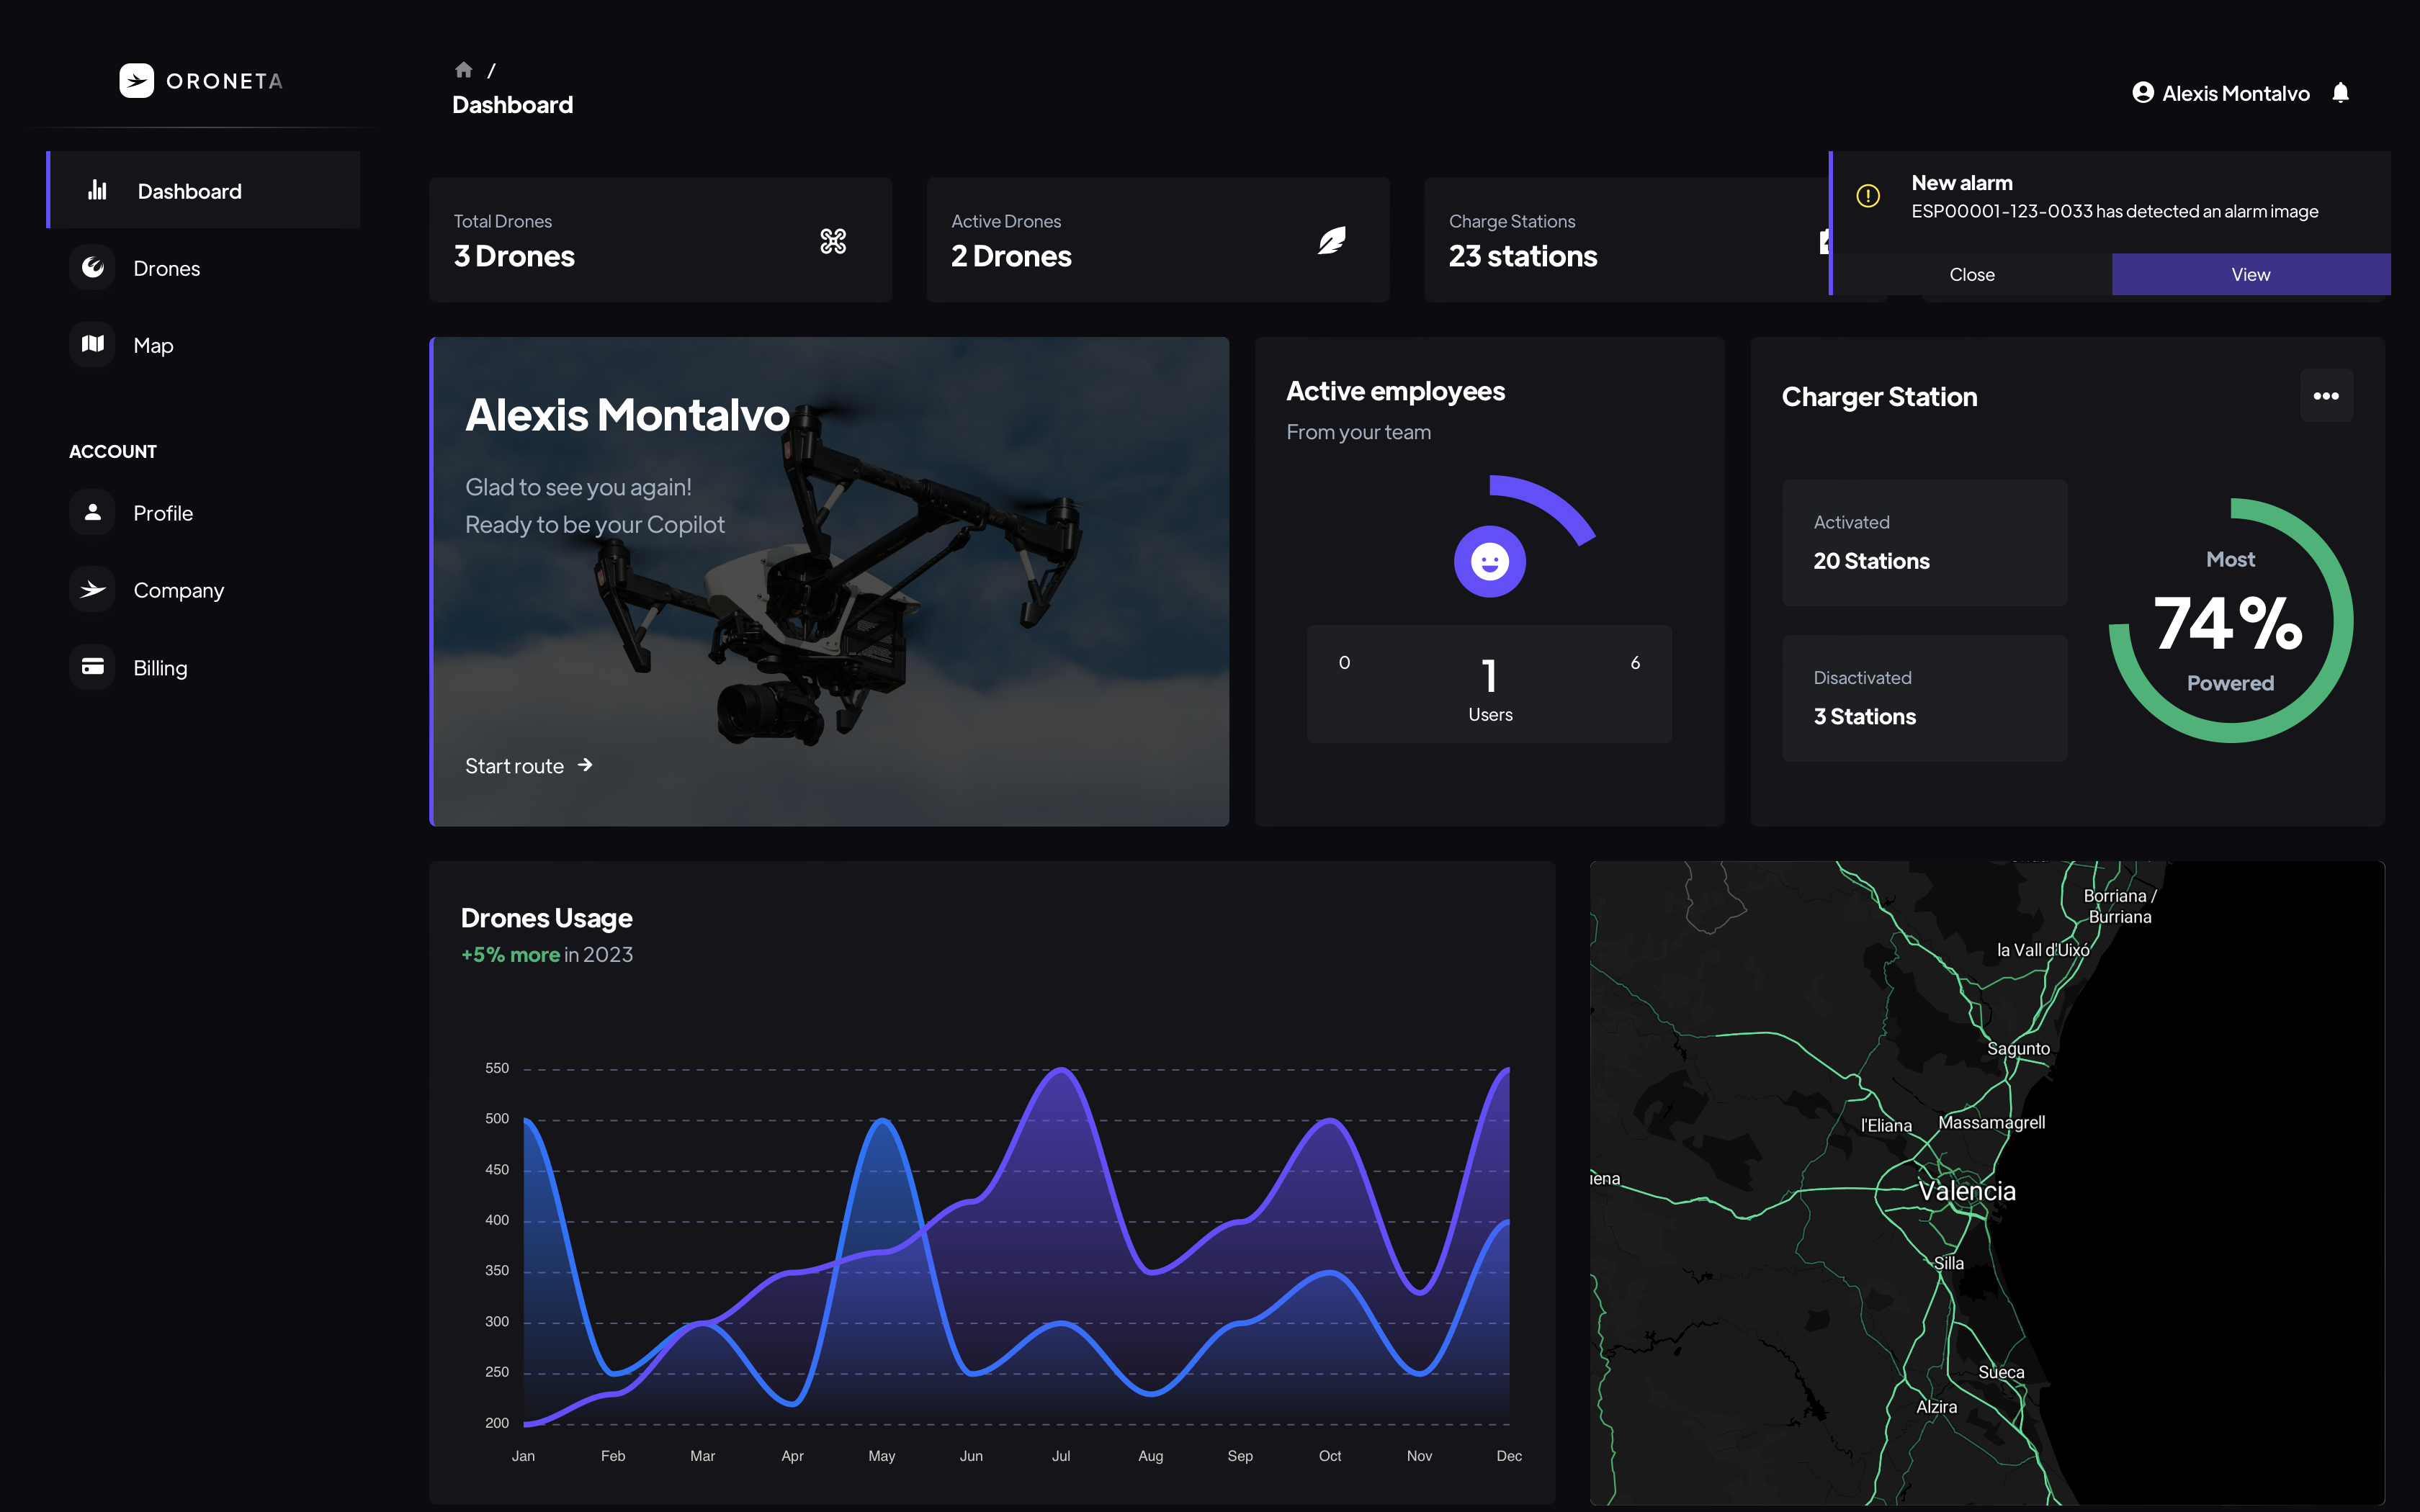 ORONETA
/
Dashboard
Alexis Montalvo
Dashboard
Drones
Map
ACCOUNT
Profile
Company
Billing
Total Drones
3 Drones
Active Drones
2 Drones
Charge Stations
23 stations
New alarm
ESP00001-123-0033 has detected an alarm image
Close
View
Alexis Montalvo
Glad to see you again!
Ready to be your Copilot
Start route
Active employees
From your team
0
1
6
Users
Charger Station
Activated
20 Stations
Disactivated
3 Stations
Most
74%
Powered
Drones Usage
+5% more in 2023
550
500
450
400
350
300
250
200
Jan Feb Mar Apr May Jun Jul Aug Sep Oct Nov Dec
Borriana /
Burriana
la Vall d'Uixó
Sagunto
l'Eliana
Massamagrell
Valencia
Silla
Sueca
Alzira